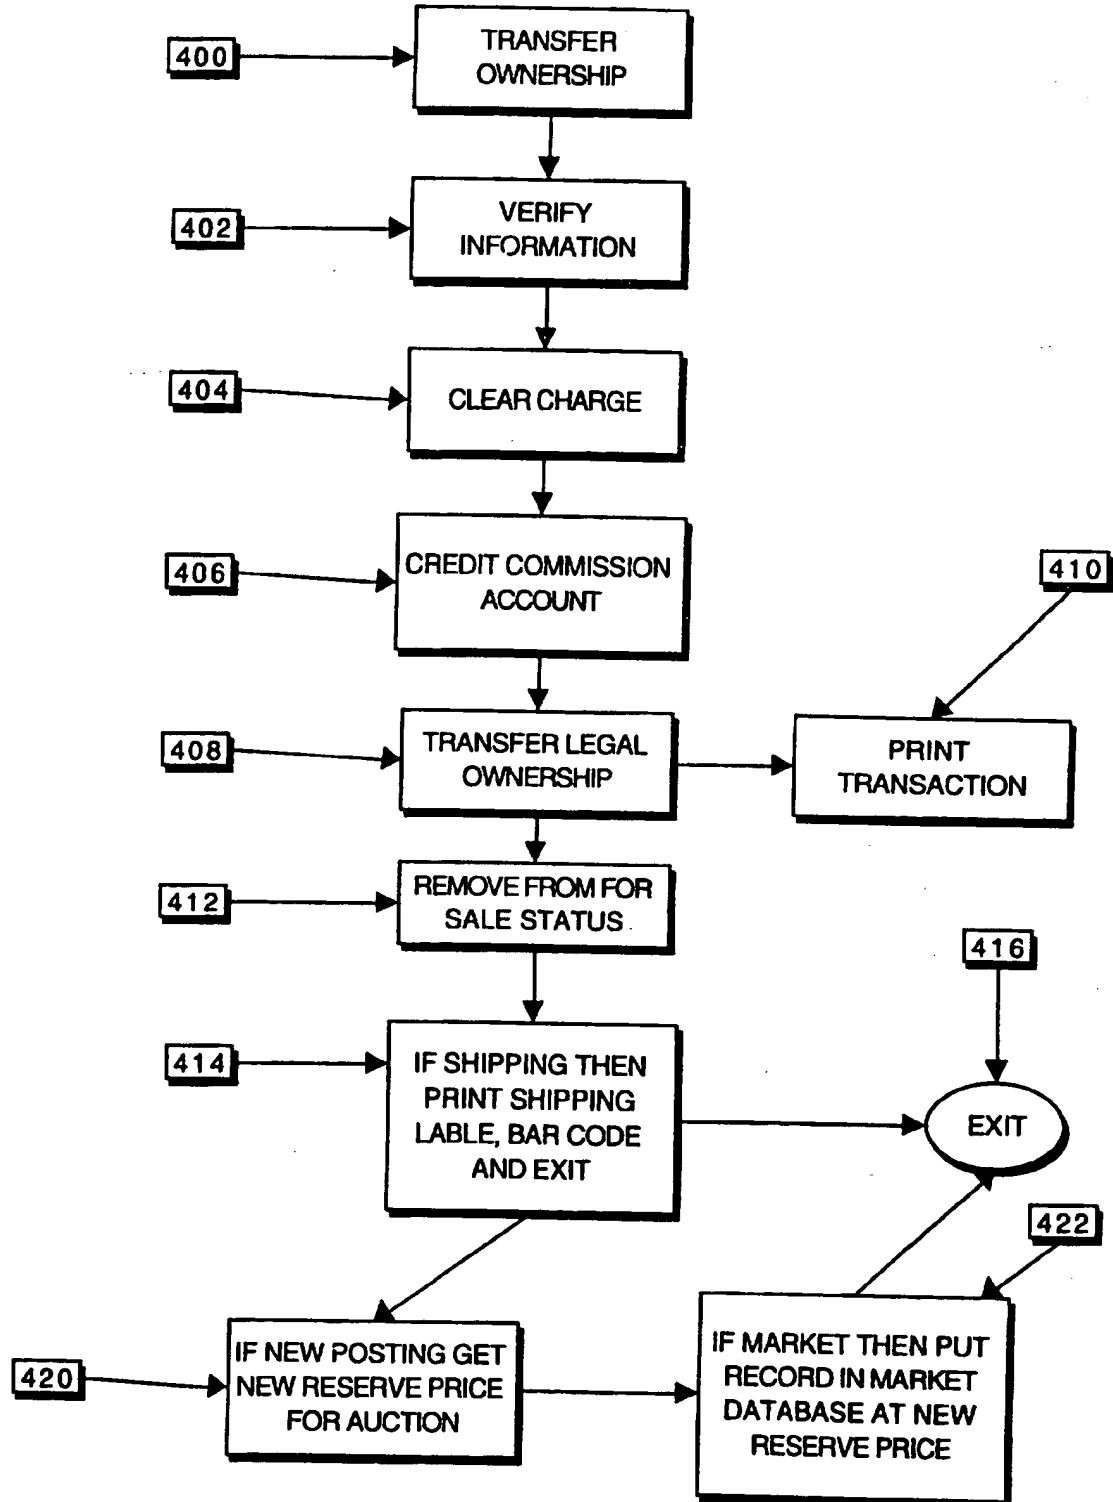 400
TRANSFER
OWNERSHIP
402
VERIFY
INFORMATION
404
CLEAR CHARGE
406
CREDIT COMMISSION
ACCOUNT
410
408
TRANSFER LEGAL
OWNERSHIP
PRINT
TRANSACTION
412
REMOVE FROM FOR
SALE STATUS
416
414
IF SHIPPING THEN
PRINT SHIPPING
LABLE, BAR CODE
AND EXIT
EXIT
422
420
IF NEW POSTING GET
NEW RESERVE PRICE
FOR AUCTION
IF MARKET THEN PUT
RECORD IN MARKET
DATABASE AT NEW
RESERVE PRICE